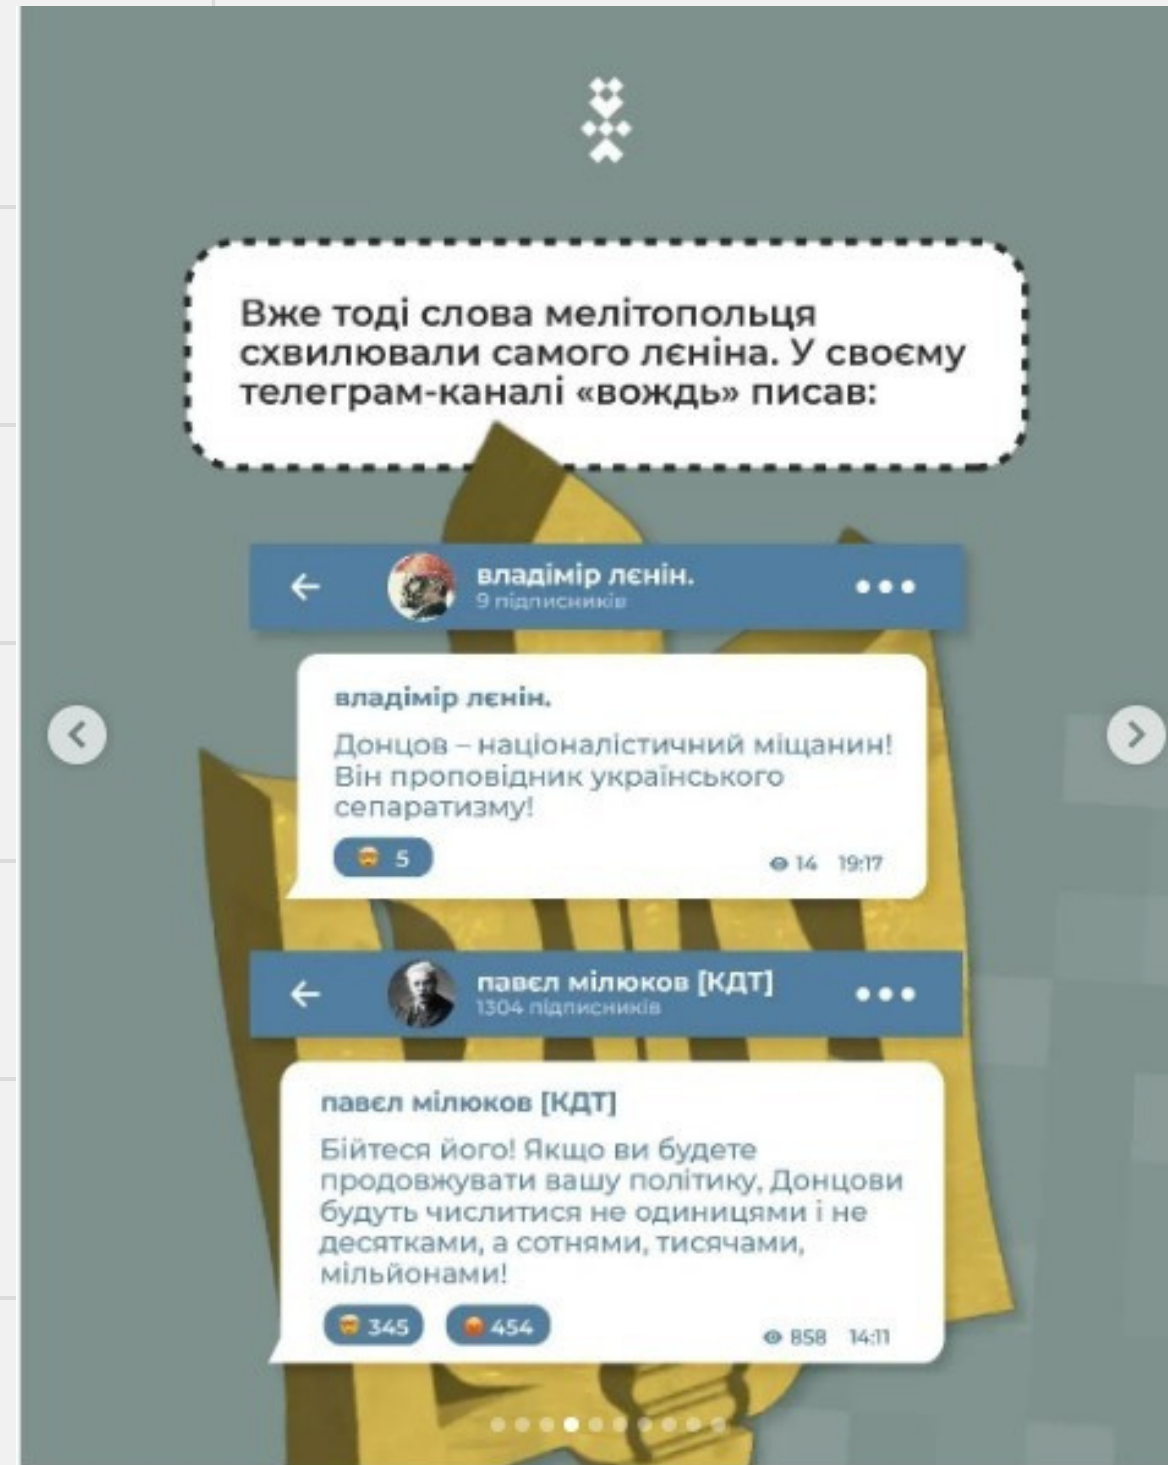 Вже тоді слова мелітопольця
схвилювали самого лєніна. У своєму
телеграм-каналі «вождь» писав:
владімір лєнін.
9 підписників
владімір лєнін.
Донцов – націоналістичний міщанин!
Він проповідник українського
сепаратизму!
5
14 19:17
павєл мілюков [КДТ]
1304 підписників
павєл мілюков [КДТ]
Бійтеся його! Якщо ви будете
продовжувати вашу політику, Донцови
будуть числитися не одиницями і не
десятками, а сотнями, тисячами,
мільйонами!
345 454
858 14:11